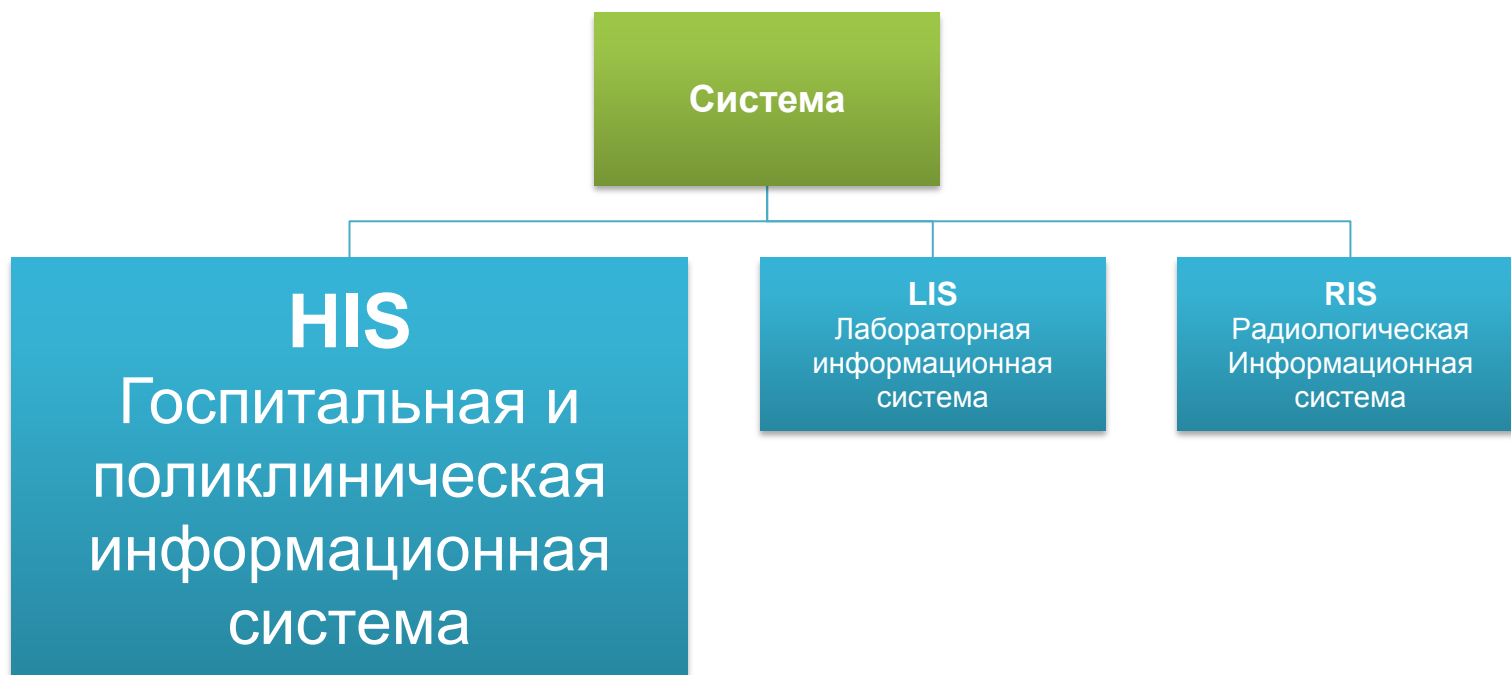 Система
HIS
Госпитальная и
поликлиническая
информационная
система
LIS
Лабораторная
информационная
система
RIS
Радиологическая
Информационная
система